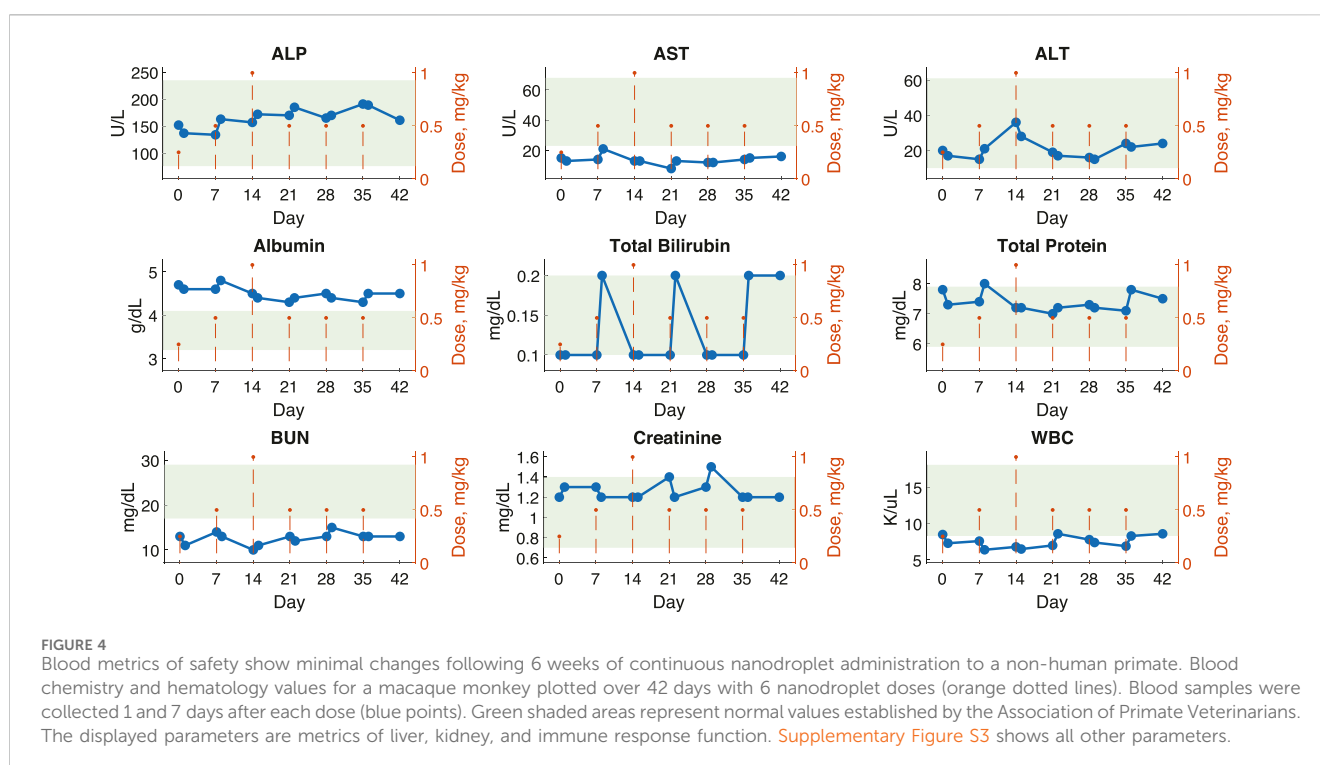 ALP
AST
ALT
250
200
150
100
U/L
1
0.5
0
Dose, mg/kg
0 7 14 21 28 35 42
Day
60
40
20
U/L
1
0.5
0
Dose, mg/kg
0 7 14 21 28 35 42
Day
60
40
20
U/L
1
0.5
0
Dose, mg/kg
0 7 14 21 28 35 42
Day
Albumin
Total Bilirubin
Total Protein
5
4
3
g/dL
1
0.5
0
Dose, mg/kg
0 7 14 21 28 35 42
Day
0.2
0.15
0.1
mg/dL
1
0.5
0
Dose, mg/kg
0 7 14 21 28 35 42
Day
8
7
6
mg/dL
1
0.5
0
Dose, mg/kg
0 7 14 21 28 35 42
Day
BUN
Creatinine
WBC
30
20
10
mg/dL
1
0.5
0
Dose, mg/kg
0 7 14 21 28 35 42
Day
1.6
1.4
1.2
1
0.8
0.6
mg/dL
1
0.5
0
Dose, mg/kg
0 7 14 21 28 35 42
Day
15
10
5
K/uL
1
0.5
0
Dose, mg/kg
0 7 14 21 28 35 42
Day
FIGURE 4
Blood metrics of safety show minimal changes following 6 weeks of continuous nanodroplet administration to a non-human primate. Blood
chemistry and hematology values for a macaque monkey plotted over 42 days with 6 nanodroplet doses (orange dotted lines). Blood samples were
collected 1 and 7 days after each dose (blue points). Green shaded areas represent normal values established by the Association of Primate Veterinarians.
The displayed parameters are metrics of liver, kidney, and immune response function. Supplementary Figure S3 shows all other parameters.